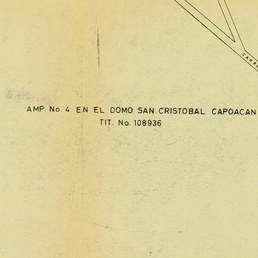 AMP. No. 4 EN EL DOMO SAN CRISTOBAL CAPOACAN
TIT. No. 108936